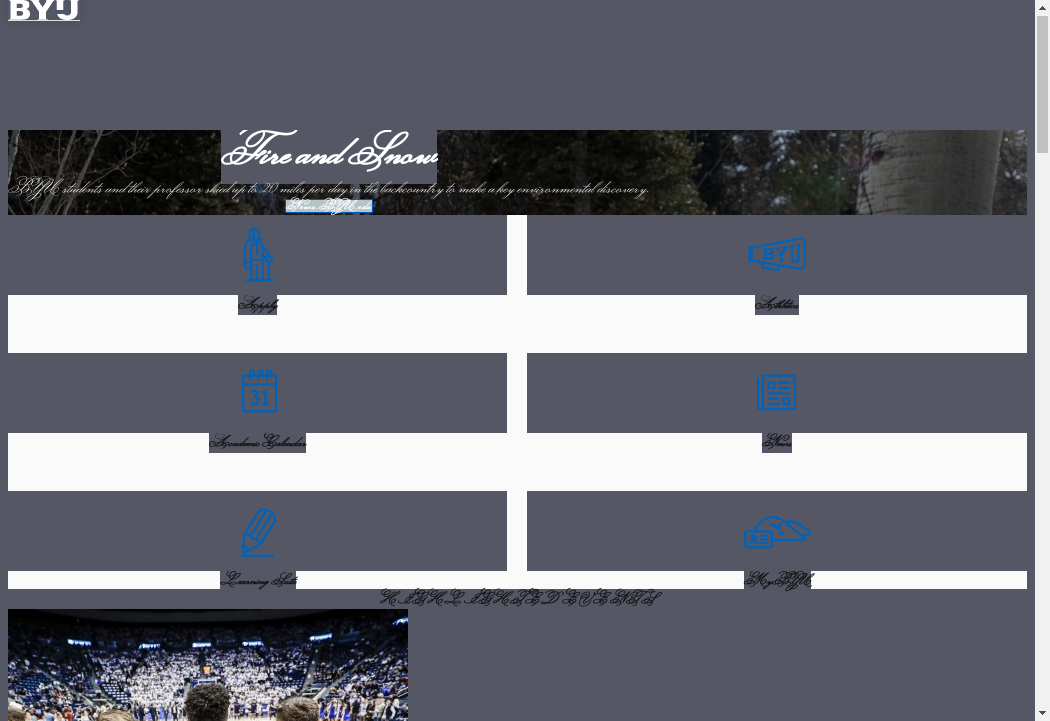 BYU
Fire and Snow
BYU students and their professor skied up to 20 miles per day in the backcountry to make a key environmental discovery.
News.BYU.edu
BYU
Apply
Athletics
31
Academic Calendar
News
Learning Suite
MyBYU
HIGHLIGHTED EVENTS